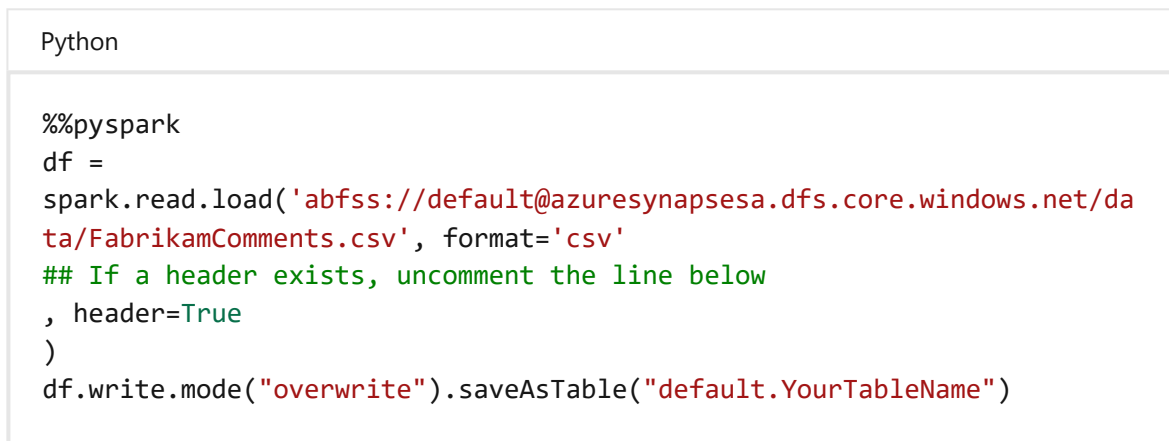 Python
%%pyspark
df =
spark.read.load('abfss://default@azuresynapsesa.dfs.core.windows.net/da
ta/FabrikamComments.csv', format='csv'
## If a header exists, uncomment the line below
, header=True
)
df.write.mode("overwrite").saveAsTable("default.YourTableName")